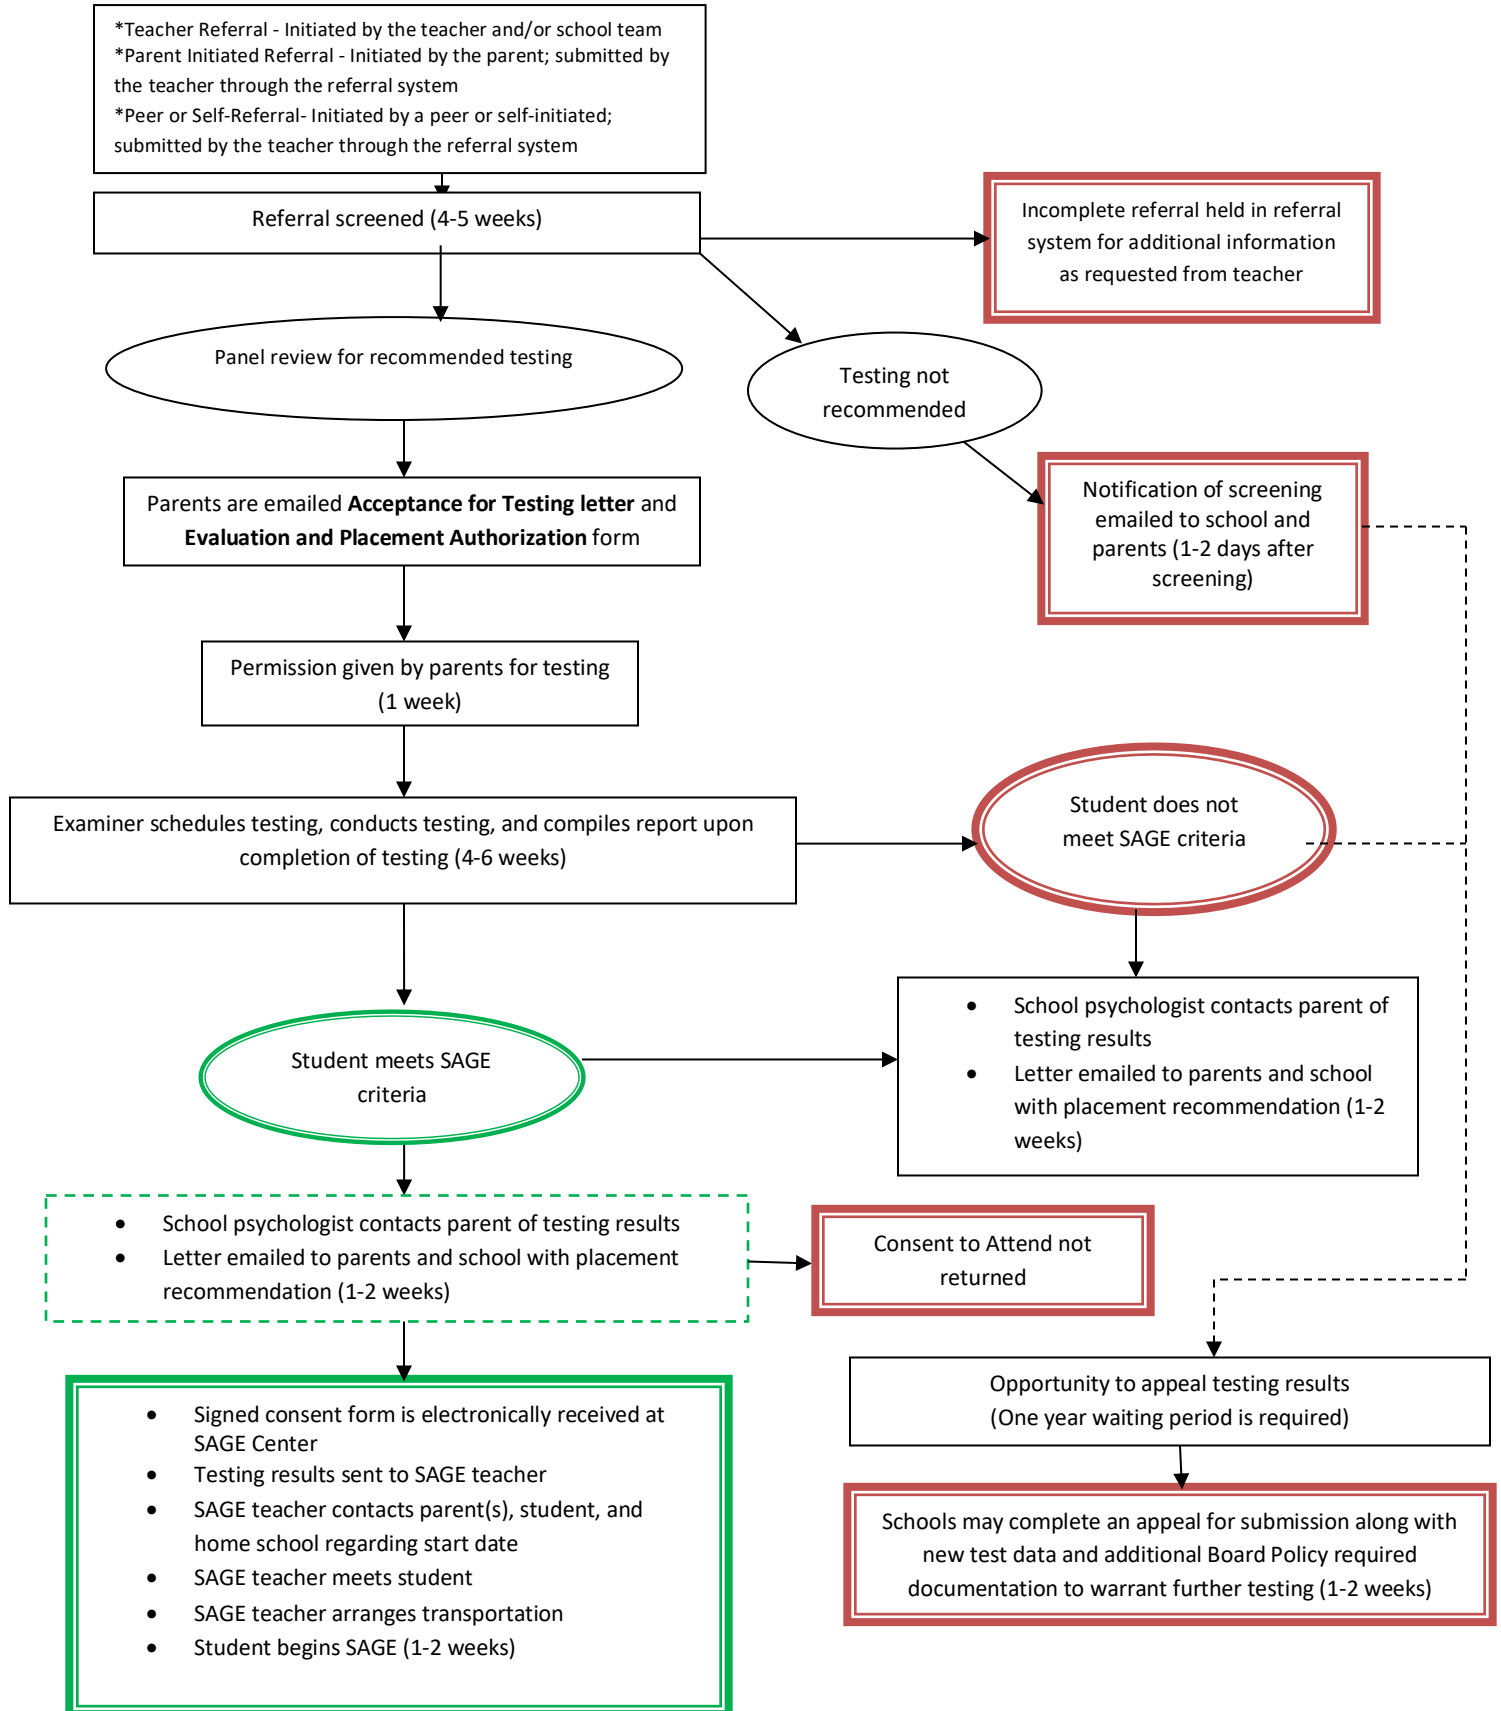 *Teacher Referral - Initiated by the teacher and/or school team
*Parent Initiated Referral - Initiated by the parent; submitted by
the teacher through the referral system
*Peer or Self-Referral- Initiated by a peer or self-initiated;
submitted by the teacher through the referral system
Referral screened (4-5 weeks)
Incomplete referral held in referral
system for additional information
as requested from teacher
Panel review for recommended testing
Testing not
recommended
Parents are emailed Acceptance for Testing letter and
Evaluation and Placement Authorization form
Notification of screening
emailed to school and
parents (1-2 days after
screening)
Permission given by parents for testing
(1 week)
Examiner schedules testing, conducts testing, and compiles report upon
completion of testing (4-6 weeks)
Student does not
meet SAGE criteria
• School psychologist contacts parent of
testing results
• Letter emailed to parents and school
with placement recommendation (1-2
weeks)
Student meets SAGE
criteria
• School psychologist contacts parent of testing results
• Letter emailed to parents and school with placement
recommendation (1-2 weeks)
Consent to Attend not
returned
Opportunity to appeal testing results
(One year waiting period is required)
• Signed consent form is electronically received at
SAGE Center
• Testing results sent to SAGE teacher
• SAGE teacher contacts parent(s), student, and
home school regarding start date
• SAGE teacher meets student
• SAGE teacher arranges transportation
• Student begins SAGE (1-2 weeks)
Schools may complete an appeal for submission along with
new test data and additional Board Policy required
documentation to warrant further testing (1-2 weeks)